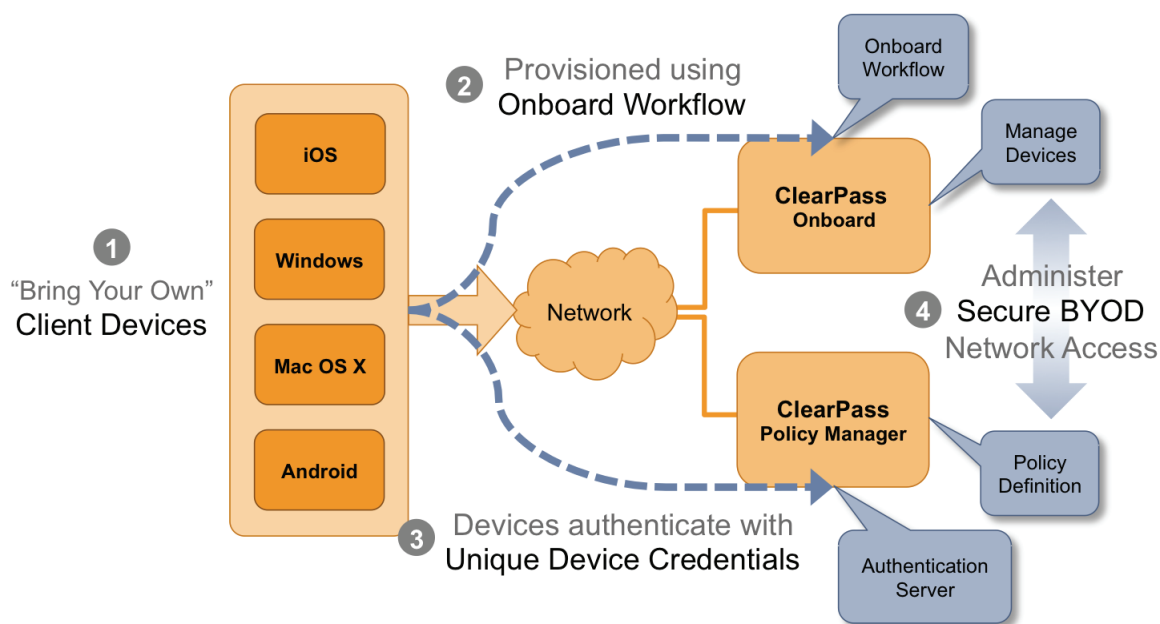 1
“Bring Your Own”
Client Devices
iOS
Windows
Mac OS X
Android
2
Provisioned using
Onboard Workflow
Network
3
Devices authenticate with
Unique Device Credentials
Onboard
Workflow
ClearPass
Onboard
Manage
Devices
4
Administer
Secure BYOD
Network Access
ClearPass
Policy Manager
Policy
Definition
Authentication
Server